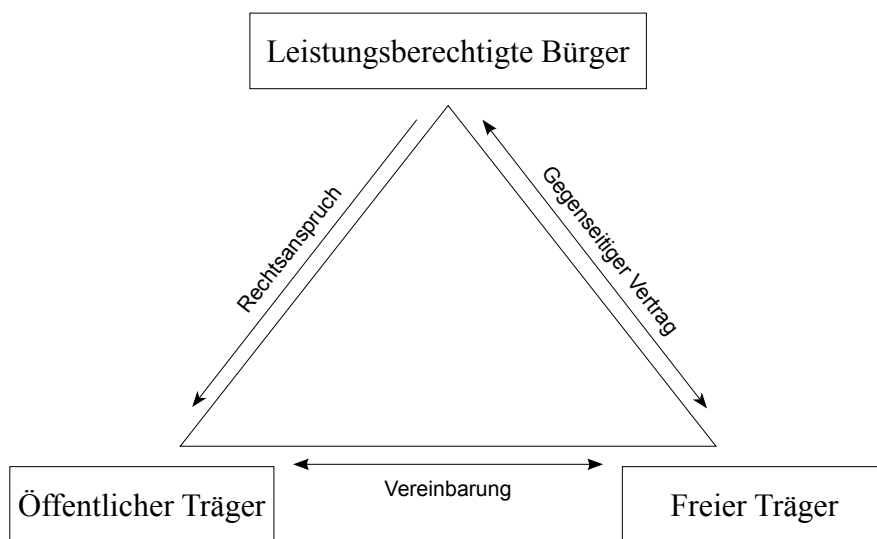 Leistungsberechtigte Bürger
Rechtsanspruch
Gegenseitiger Vertrag
Öffentlicher Träger
Vereinbarung
Freier Träger